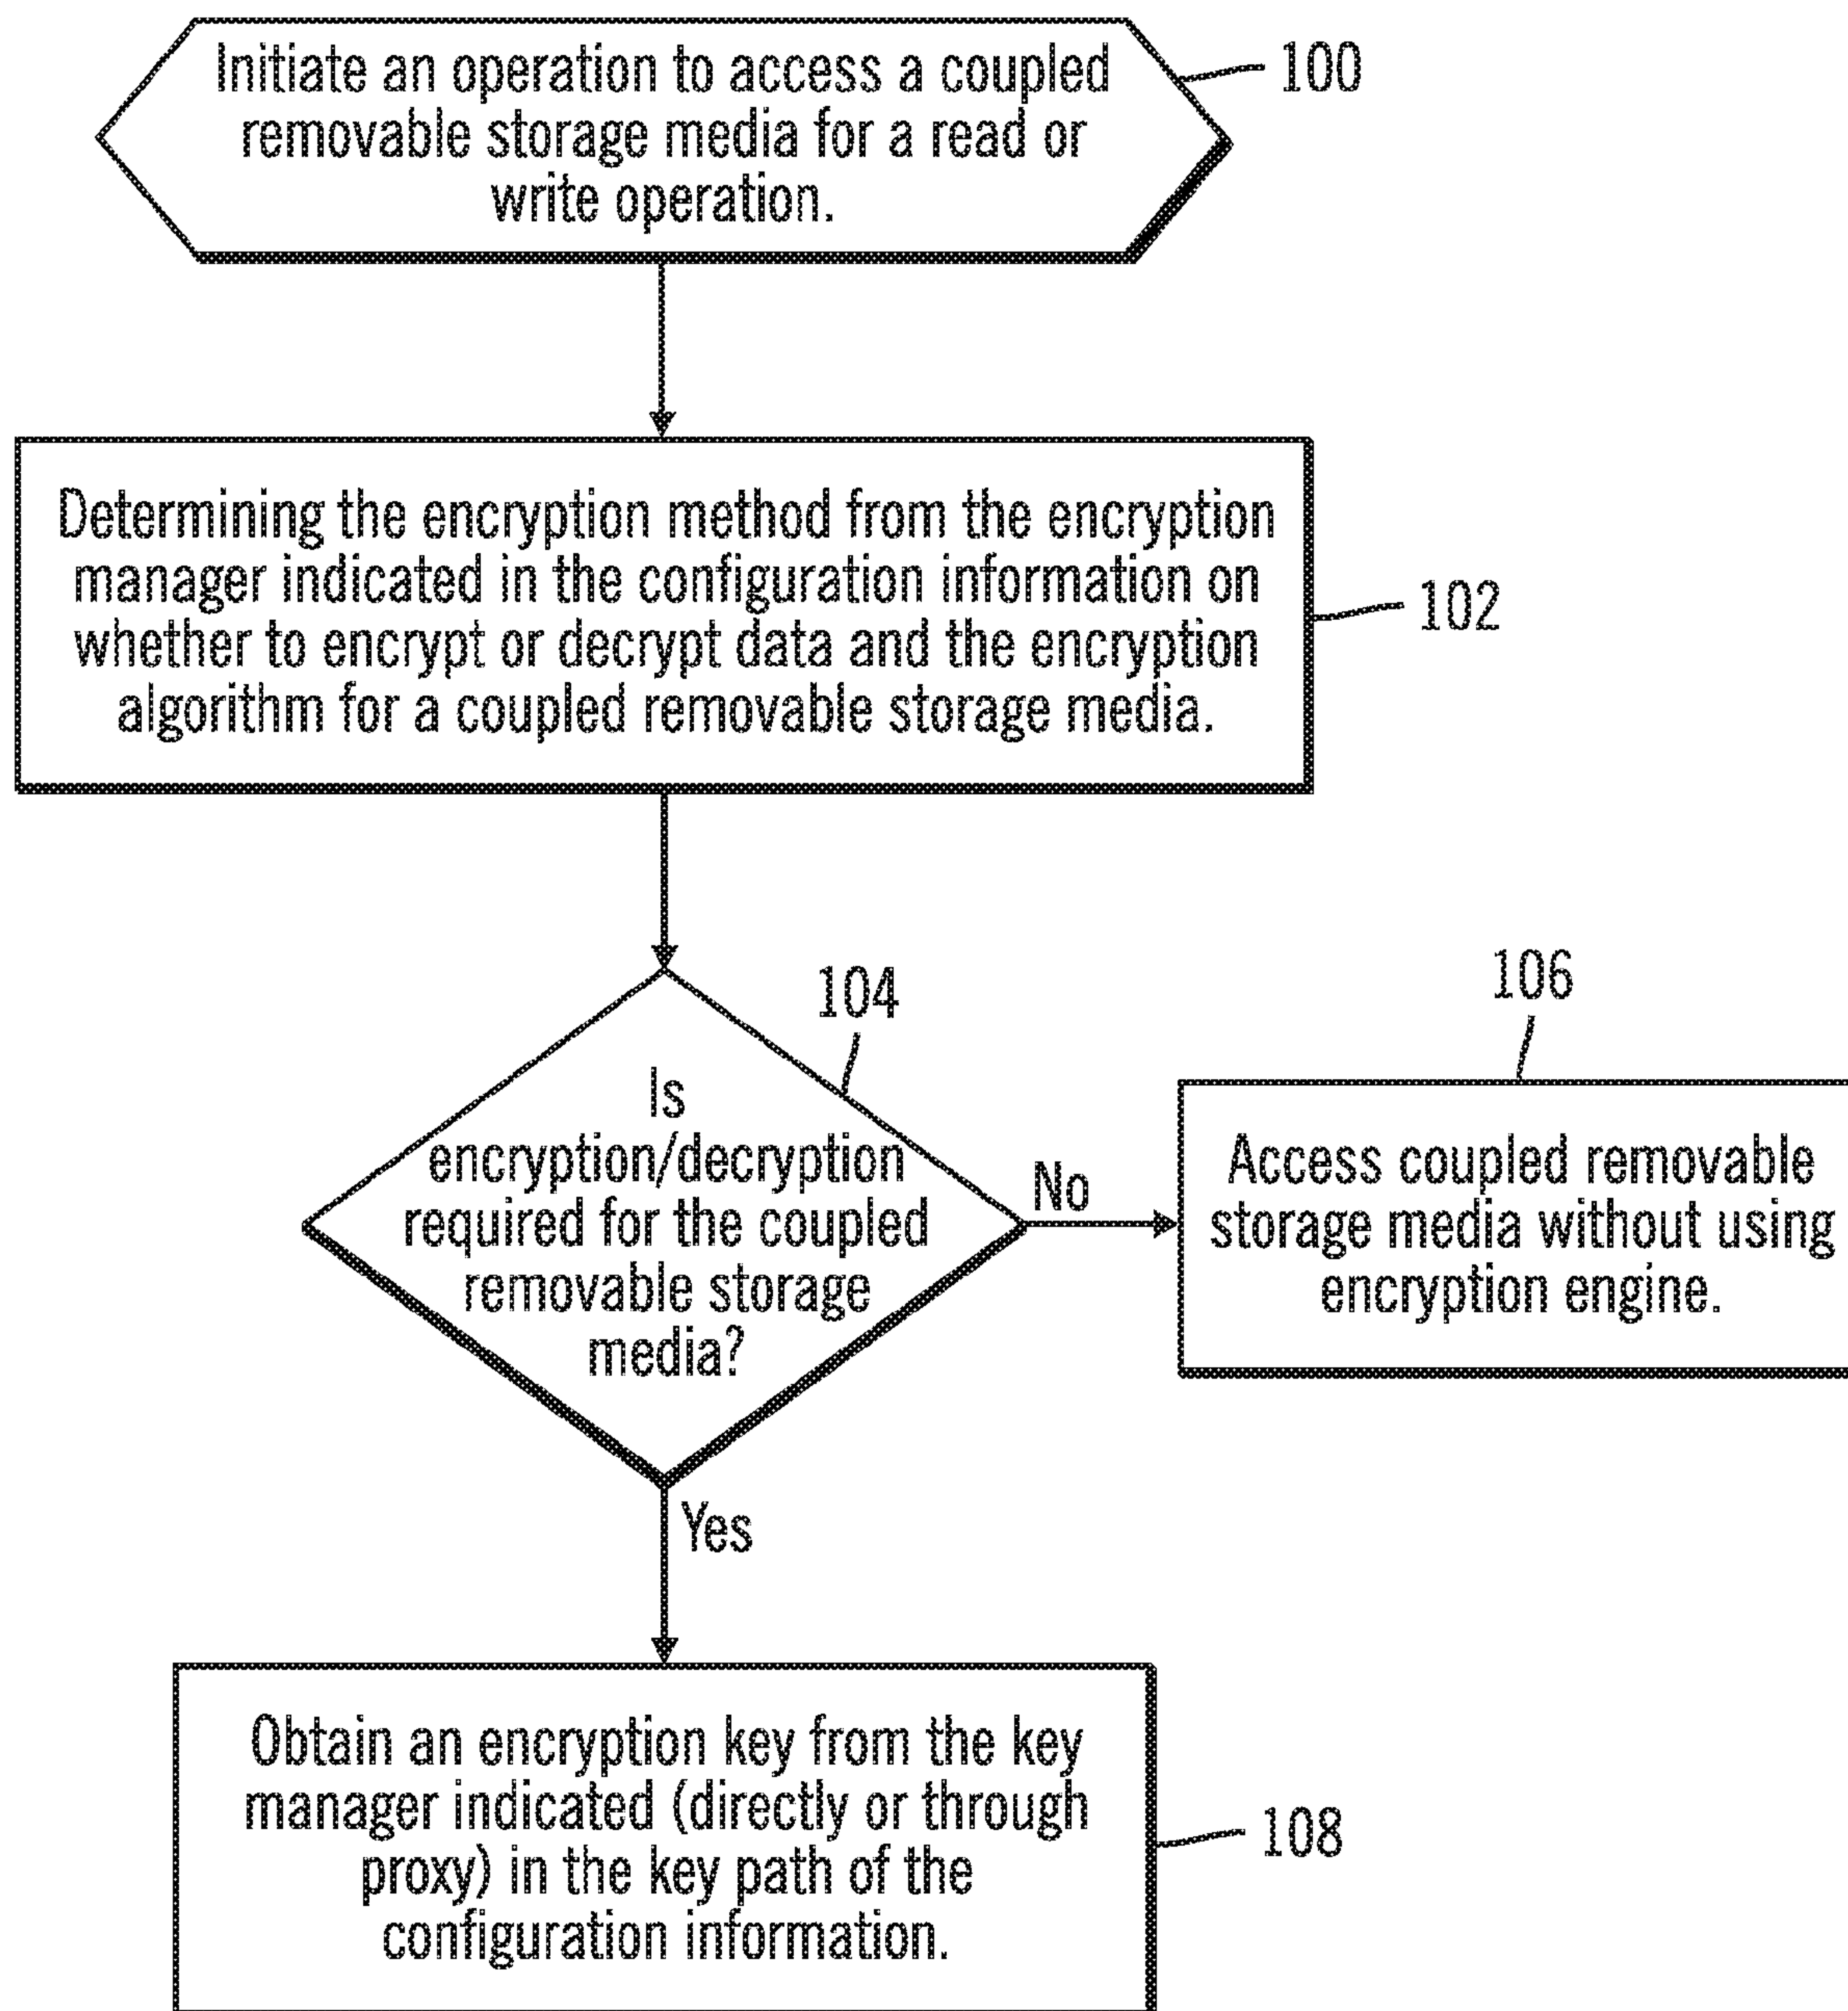 Initiate an operation to access a coupled
removable storage media for a read or
write operation.
100
Determining the encryption method from the encryption
manager indicated in the configuration information on
whether to encrypt or decrypt data and the encryption
algorithm for a coupled removable storage media.
102
104
Is
encryption/decryption
required for the coupled
removable storage
media?
No
106
Access coupled removable
storage media without using
encryption engine.
Yes
Obtain an encryption key from the key
manager indicated (directly or through
proxy) in the key path of the
configuration information.
108